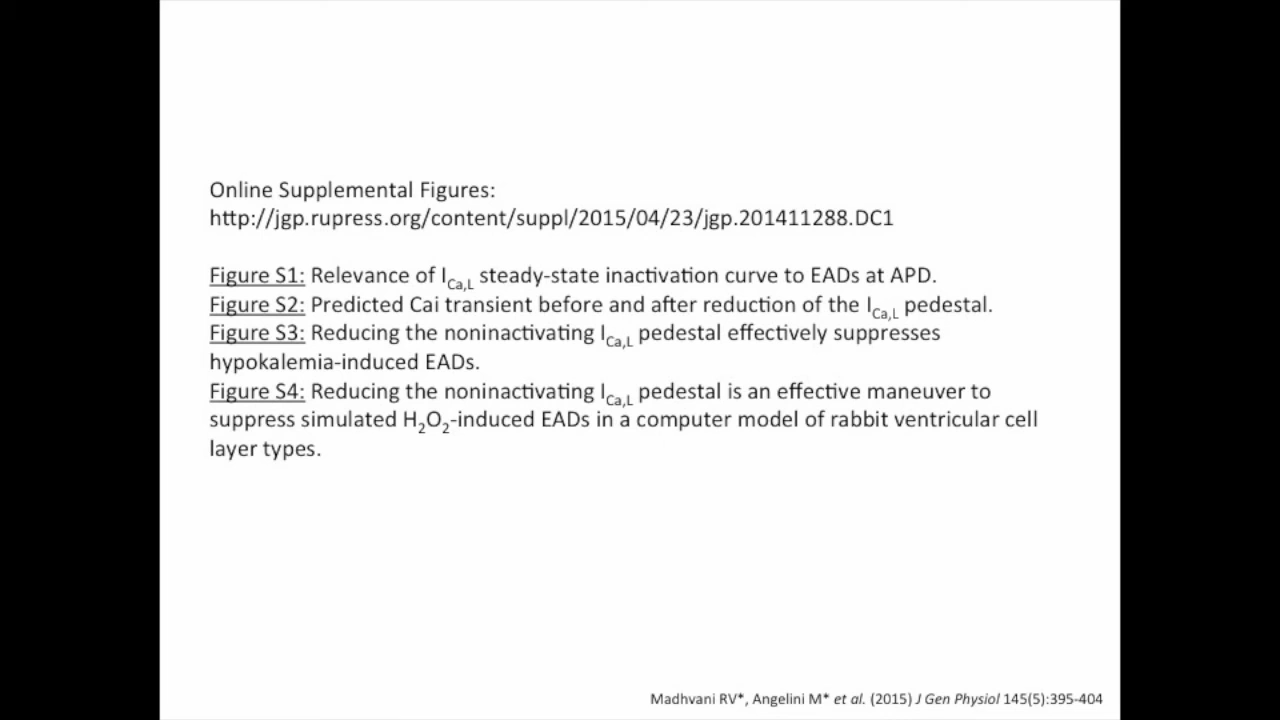 Online Supplemental Figures:
http://jgp.rupress.org/content/suppl/2015/04/23/jgp.201411288.DC1
Figure S1: Relevance of I_Ca,L steady-state inactivation curve to EADs at APD.
Figure S2: Predicted Cai transient before and after reduction of the I_Ca,L pedestal.
Figure S3: Reducing the noninactivating I_Ca,L pedestal effectively suppresses
hypokalemia-induced EADs.
Figure S4: Reducing the noninactivating I_Ca,L pedestal is an effective maneuver to
suppress simulated H₂O₂-induced EADs in a computer model of rabbit ventricular cell
layer types.
Madhvani RV*, Angelini M* et al. (2015) J Gen Physiol 145(5):395-404